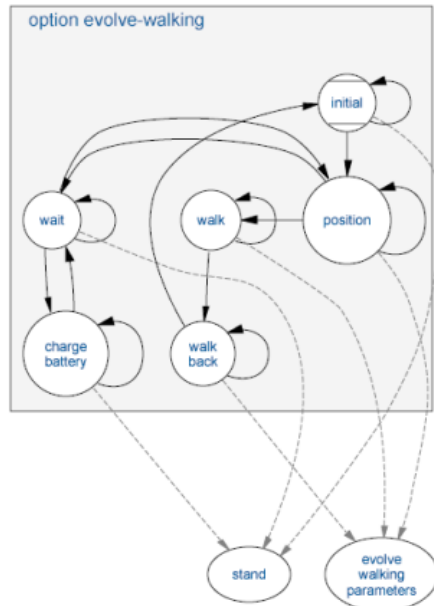 option evolve-walking
initial
wait
walk
position
charge
battery
walk
back
stand
evolve
walking
parameters